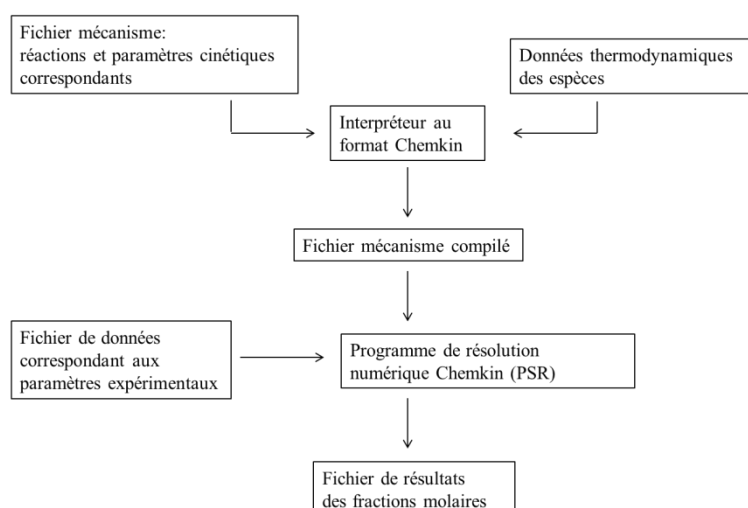 Fichier mécanisme:
réactions et paramètres cinétiques
correspondants
Données thermodynamiques
des espèces
Interpréteur au
format Chemkin
Fichier mécanisme compilé
Fichier de données
correspondant aux
paramètres expérimentaux
Programme de résolution
numérique Chemkin (PSR)
Fichier de résultats
des fractions molaires